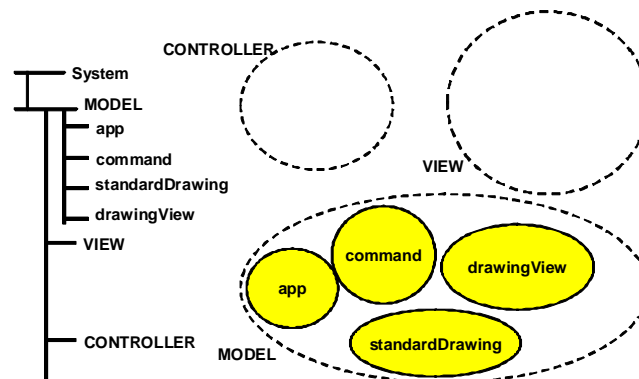 System
MODEL
app
command
standardDrawing
drawingView
VIEW
CONTROLLER
CONTROLLER
VIEW
command
drawingView
app
standardDrawing
MODEL